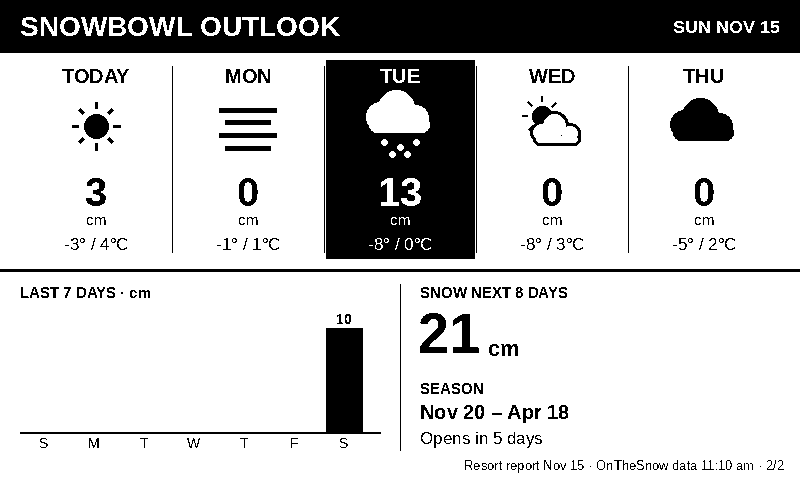 SNOWBOWL OUTLOOK
SUN NOV 15
TODAY
3
cm
-3° / 4°C
MON
0
cm
-1° / 1°C
TUE
13
cm
-8° / 0°C
WED
0
cm
-8° / 3°C
THU
0
cm
-5° / 2°C
LAST 7 DAYS · cm
10
S M T W T F S
SNOW NEXT 8 DAYS
21 cm
SEASON
Nov 20 – Apr 18
Opens in 5 days
Resort report Nov 15 · OnTheSnow data 11:10 am · 2/2